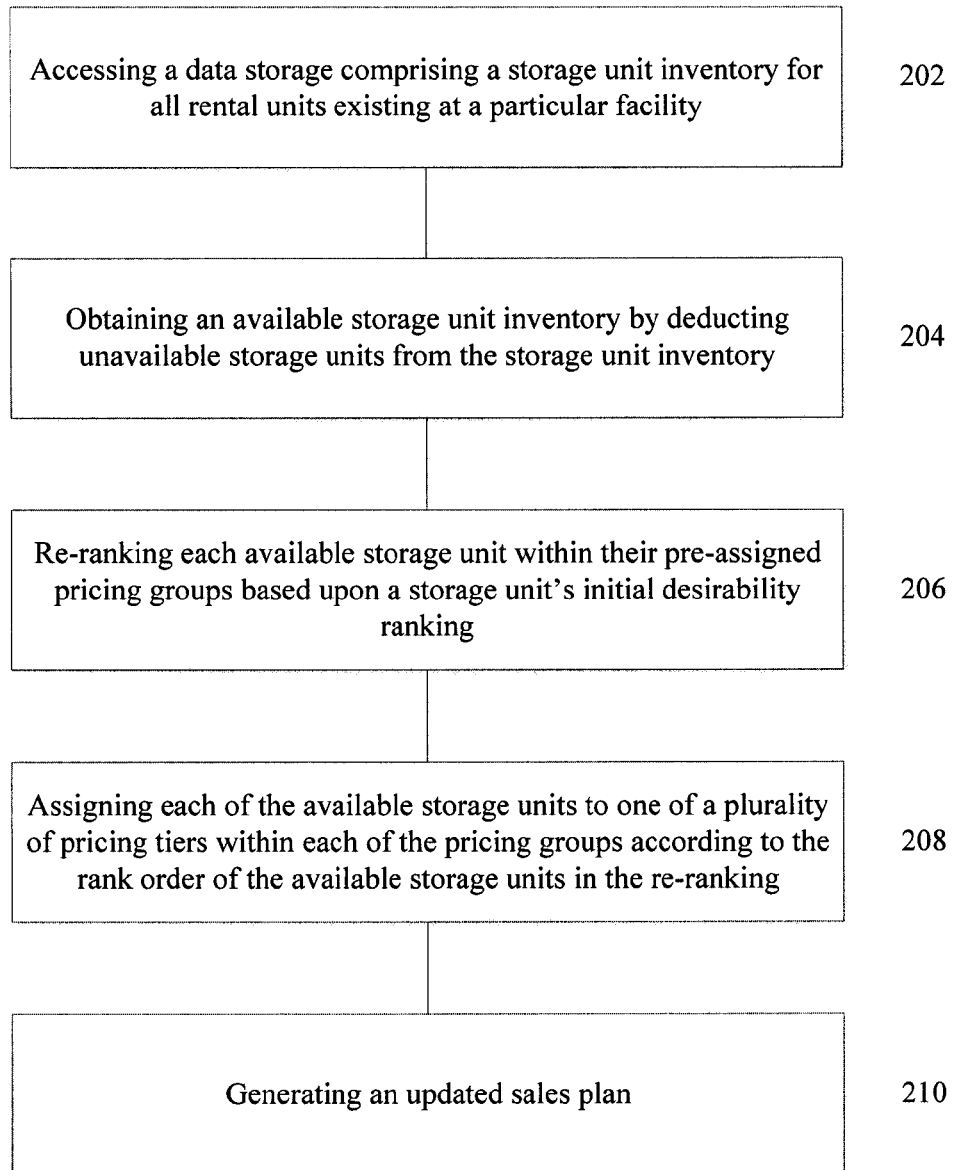 Accessing a data storage comprising a storage unit inventory for
all rental units existing at a particular facility
202
Obtaining an available storage unit inventory by deducting
unavailable storage units from the storage unit inventory
204
Re-ranking each available storage unit within their pre-assigned
pricing groups based upon a storage unit's initial desirability
ranking
206
Assigning each of the available storage units to one of a plurality
of pricing tiers within each of the pricing groups according to the
rank order of the available storage units in the re-ranking
208
Generating an updated sales plan
210